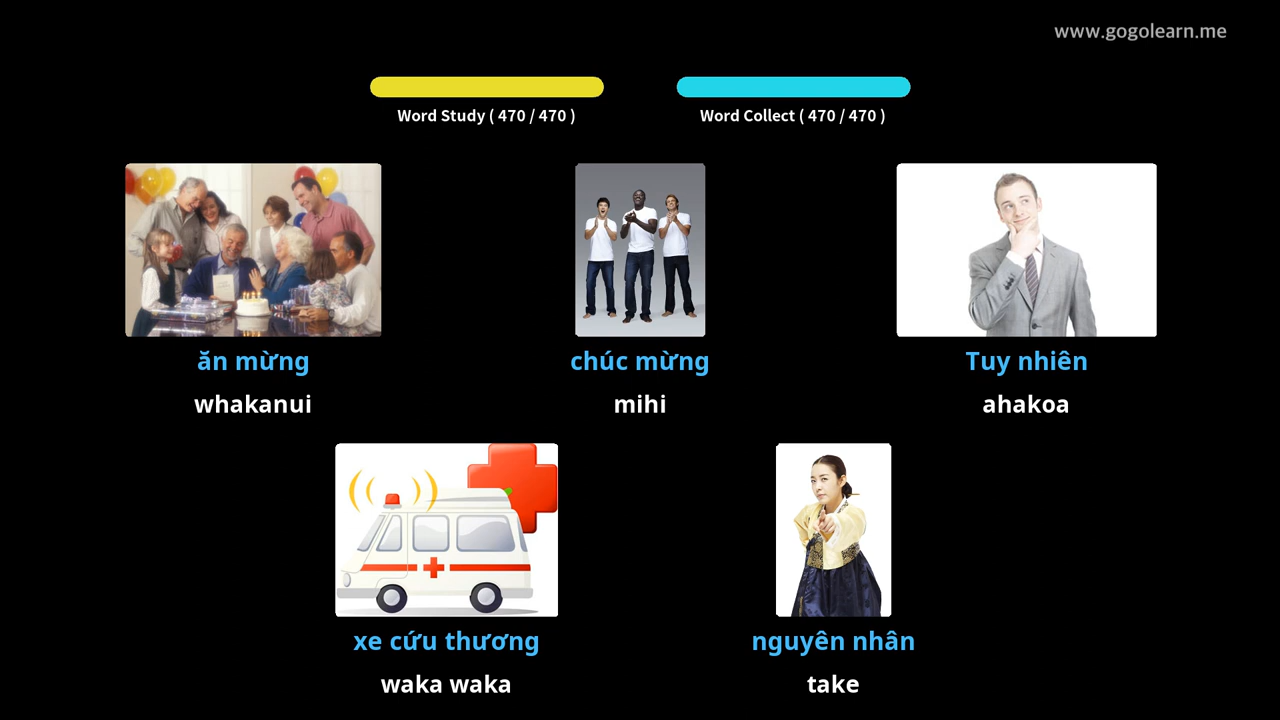 www.gogolearn.me
Word Study ( 470 / 470 )
Word Collect ( 470 / 470 )
ăn mừng
whakanui
chúc mừng
mihi
Tuy nhiên
ahakoa
xe cứu thương
waka waka
nguyên nhân
take